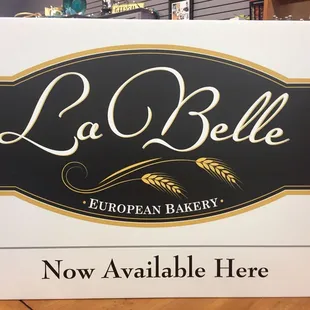 La Belle
· EUROPEAN BAKERY ·
Now Available Here